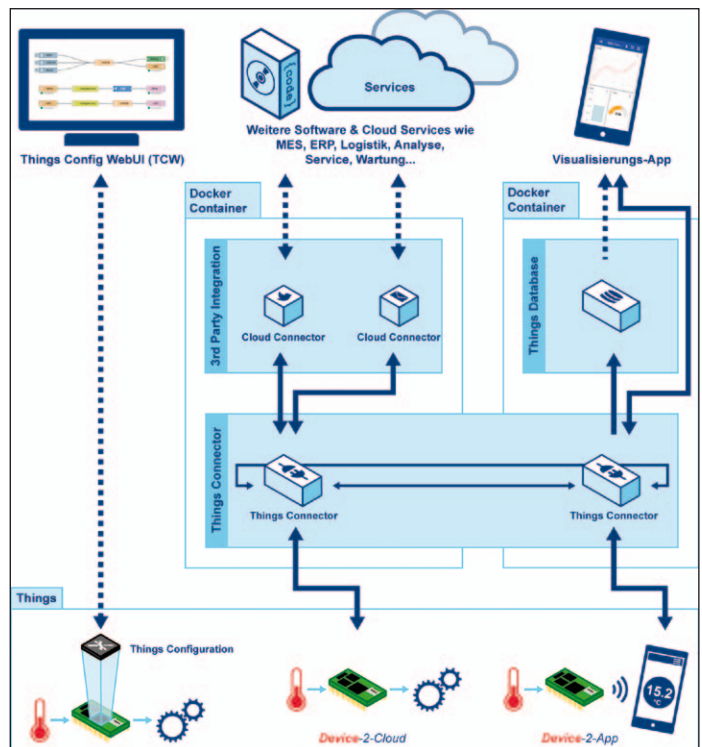 {code}
Services
Things Config WebUI (TCW)
Weitere Software & Cloud Services wie
MES, ERP, Logistik, Analyse,
Service, Wartung...
Visualisierungs-App
Docker
Container
Docker
Container
3rd Party Integration
Cloud Connector
Cloud Connector
Things Database
Things Connector
Things Connector
Things Connector
Things
Things Configuration
15.2
°C
Device-2-Cloud
Device-2-App